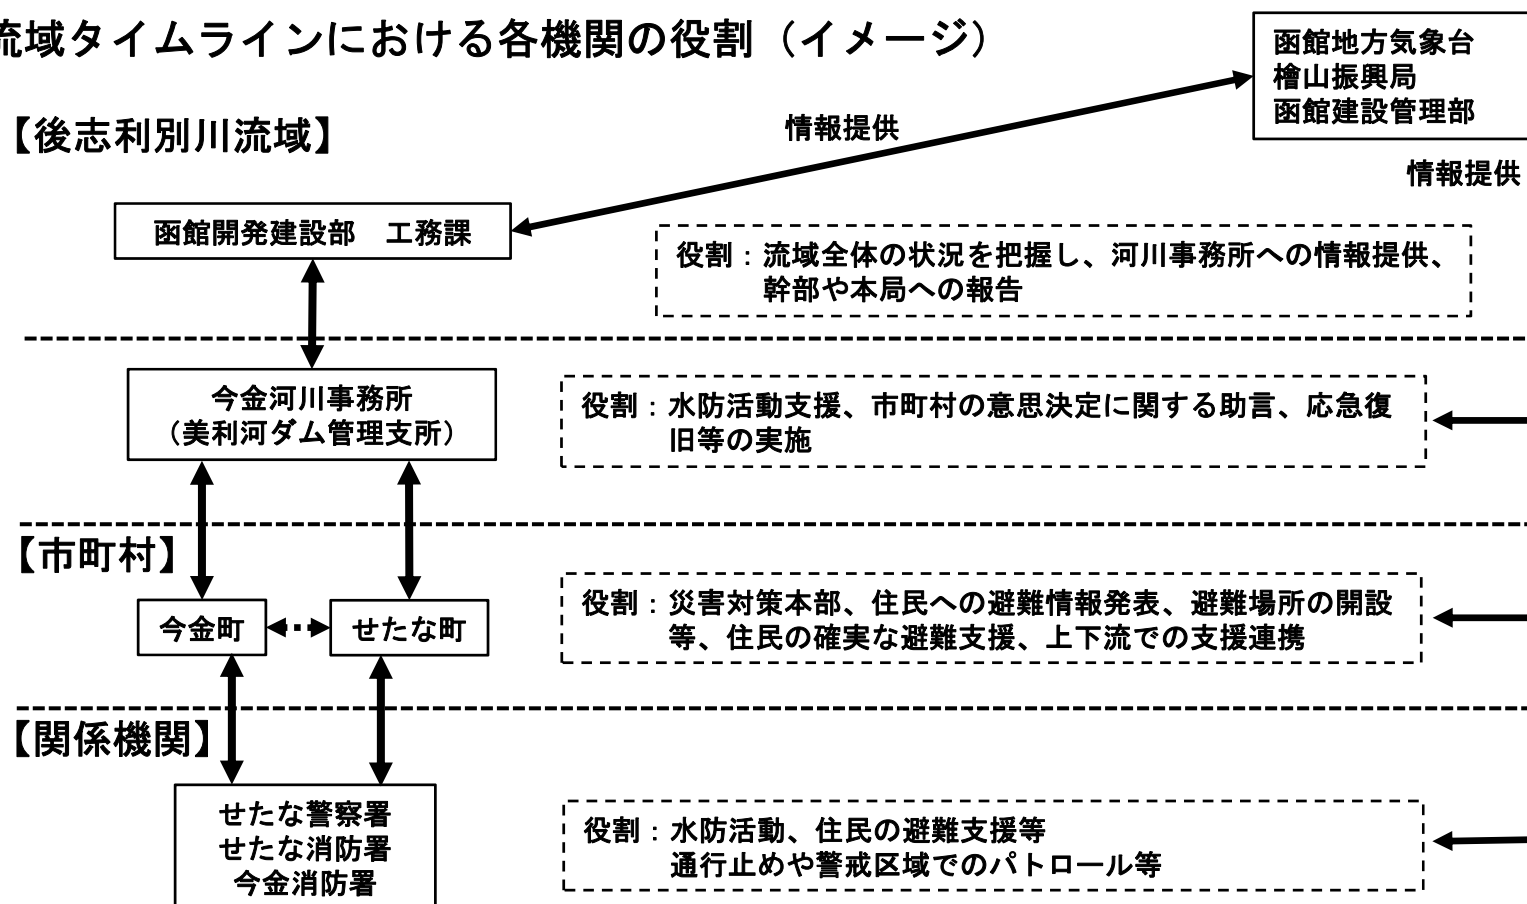 流域タイムラインにおける各機関の役割（イメージ）
函館地方気象台
檜山振興局
函館建設管理部
【後志利別川流域】
情報提供
情報提供
函館開発建設部　工務課
役割：流域全体の状況を把握し、河川事務所への情報提供、
幹部や本局への報告
今金河川事務所
（美利河ダム管理支所）
役割：水防活動支援、市町村の意思決定に関する助言、応急復
旧等の実施
【市町村】
今金町
せたな町
役割：災害対策本部、住民への避難情報発表、避難場所の開設
等、住民の確実な避難支援、上下流での支援連携
【関係機関】
せたな警察署
せたな消防署
今金消防署
役割：水防活動、住民の避難支援等
通行止めや警戒区域でのパトロール等